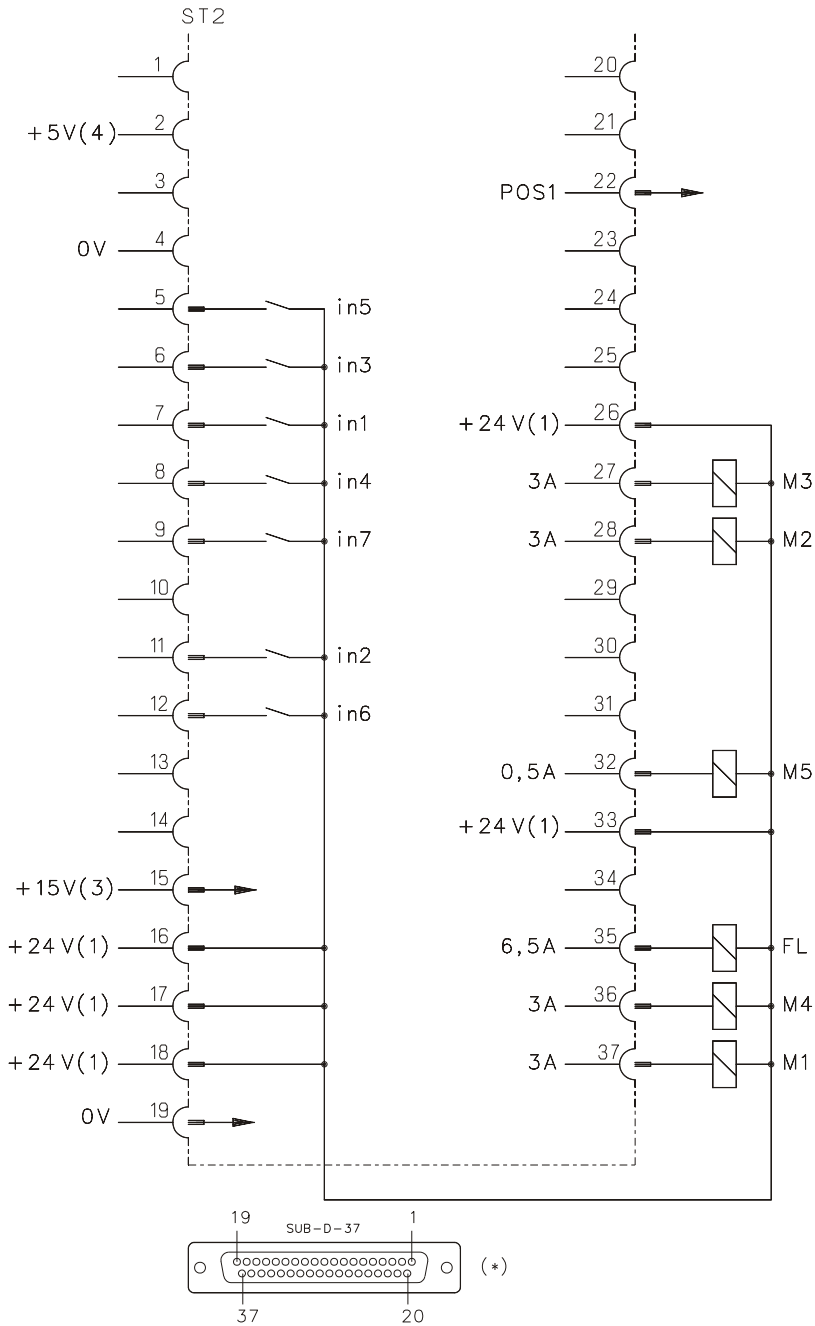 ST2
1
+5V(4) 2
3
0V 4
5 in5
6 in3
7 in1
8 in4
9 in7
10
11 in2
12 in6
13
14
+15V(3) 15
+24V(1) 16
+24V(1) 17
+24V(1) 18
0V 19
20
21
POS1 22
23
24
25
+24V(1) 26
3A 27 M3
3A 28 M2
29
30
31
0,5A 32 M5
+24V(1) 33
34
6,5A 35 FL
3A 36 M4
3A 37 M1
19 SUB-D-37 1
(*)
37 20